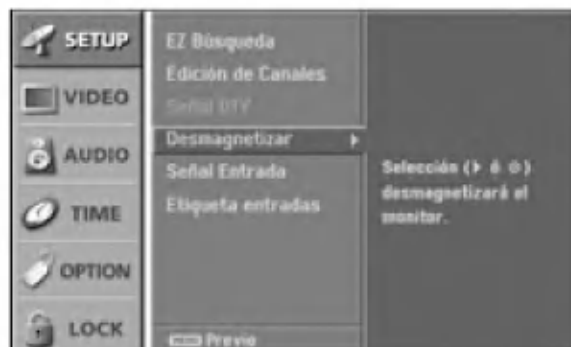 SETUP
VIDEO
AUDIO
TIME
OPTION
LOCK
EZ Búsqueda
Edición de Canales
Señal DTV
Desmagnetizar
Señal Entrada
Etiqueta entradas
Previo
Selección ( ó )
desmagnetizará el
monitor.